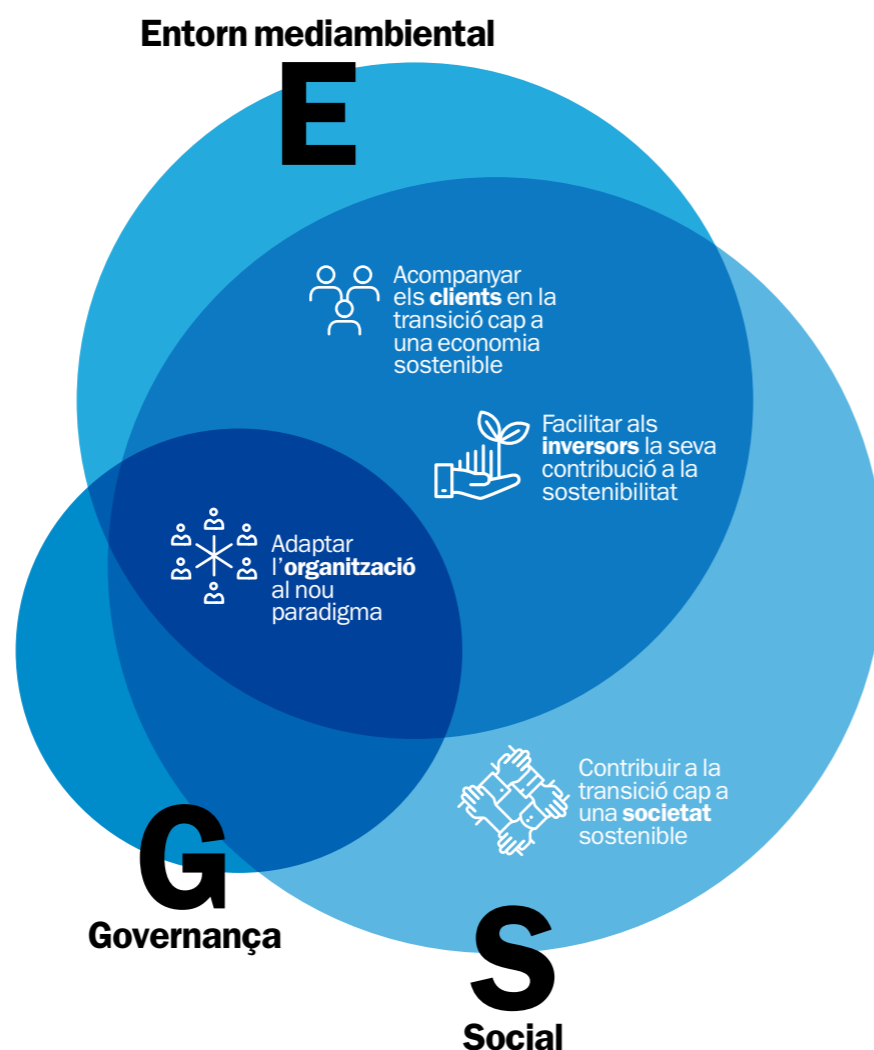 Entorn mediambiental
E
Acompanyar
els clients en la
transició cap a
una economia
sostenible
Facilitar als
inversors la seva
contribució a la
sostenibilitat
Adaptar
l'organització
al nou
paradigma
Contribuir a la
transició cap a
una societat
sostenible
G
Governança
S
Social